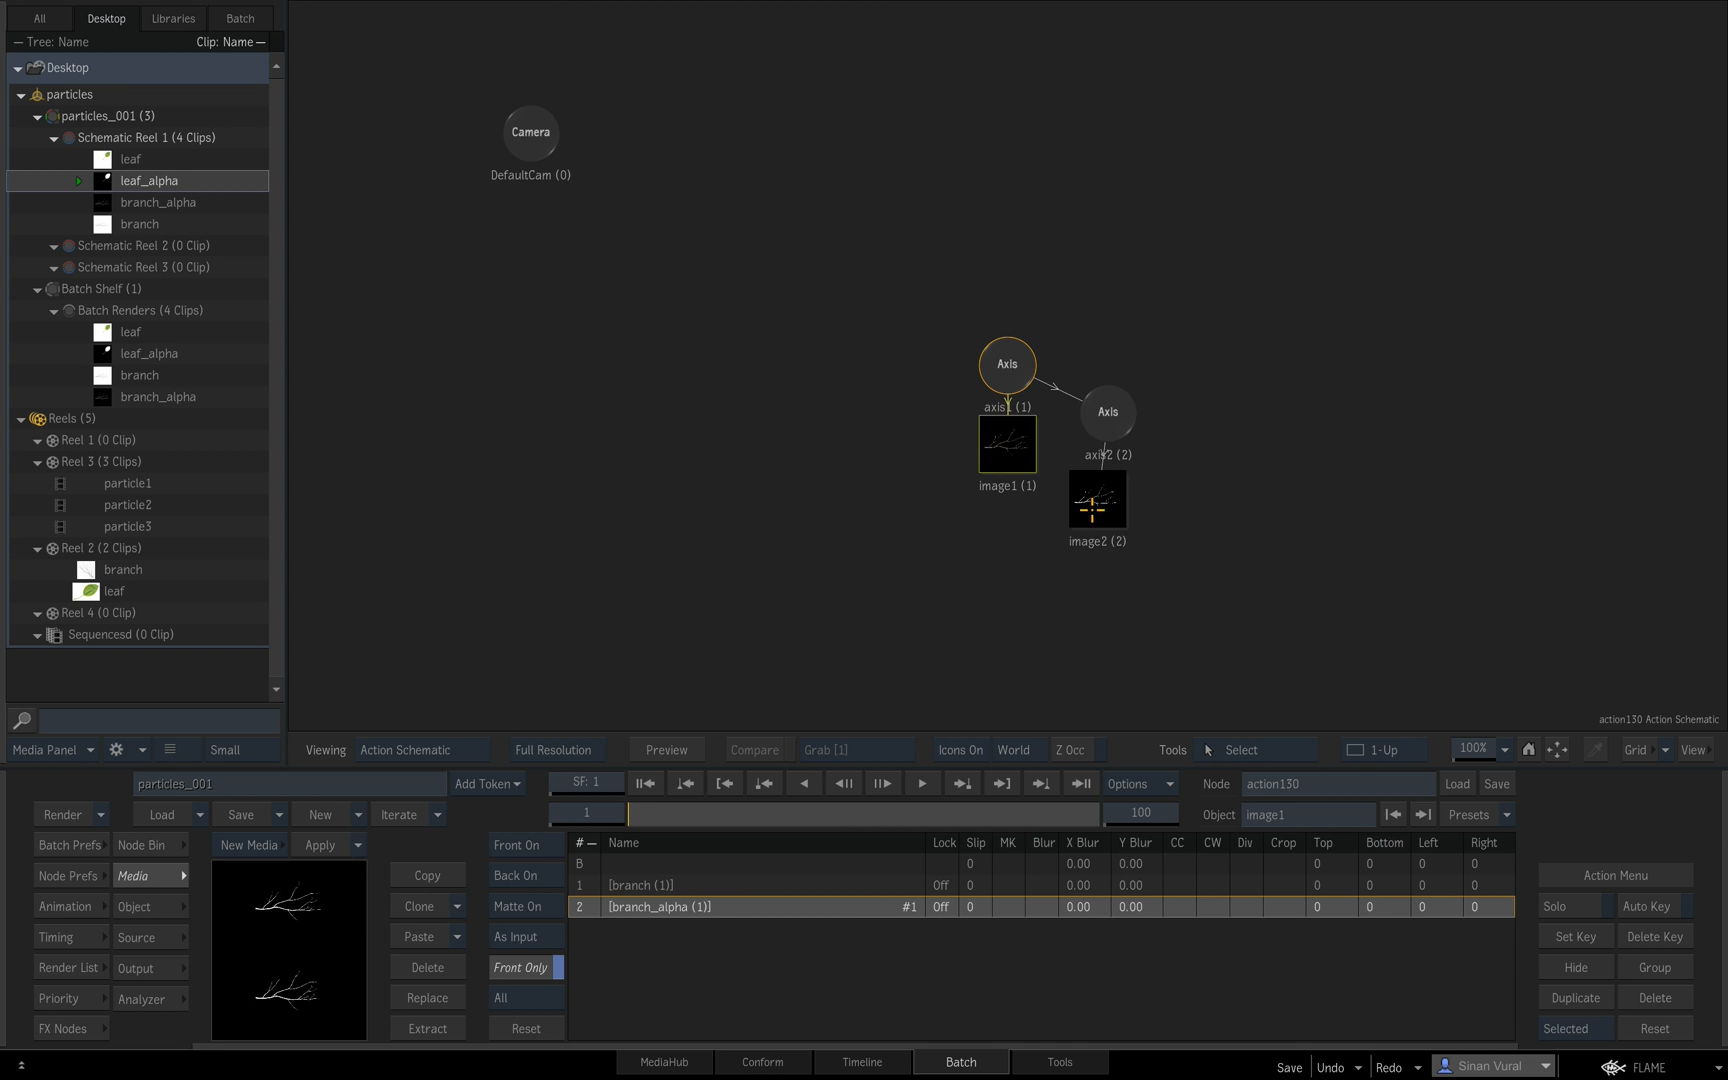 All Desktop Libraries Batch
Tree: Name Clip: Name
Desktop
particles
particles_001 (3)
Schematic Reel 1 (4 Clips)
leaf
leaf_alpha
branch_alpha
branch
Schematic Reel 2 (0 Clip)
Schematic Reel 3 (0 Clip)
Batch Shelf (1)
Batch Renders (4 Clips)
leaf
leaf_alpha
branch
branch_alpha
Reels (5)
Reel 1 (0 Clip)
Reel 3 (3 Clips)
particle1
particle2
particle3
Reel 2 (2 Clips)
branch
leaf
Reel 4 (0 Clip)
Sequencesd (0 Clip)
Camera
DefaultCam (0)
Axis
axis1 (1)
image1 (1)
Axis
axis2 (2)
image2 (2)
action130 Action Schematic
Media Panel Small Viewing Action Schematic Full Resolution Preview Compare Grab [1] Icons On World Z Occ Tools Select 1-Up 100% Grid View
particles_001 Add Token SF: 1 Options Node action130 Load Save
Render Load Save New Iterate 1 100 Object image1 Presets
Batch Prefs Node Bin New Media Apply Front On
Node Prefs Media Copy Back On
Animation Object Clone Matte On
Timing Source Paste As Input
Render List Output Delete Front Only
Priority Analyzer Replace All
FX Nodes Extract Reset
# Name Lock Slip MK Blur X Blur Y Blur CC CW Div Crop Top Bottom Left Right
B 0 0.00 0.00 0 0 0 0
1 [branch (1)] Off 0 0.00 0.00 0 0 0 0
2 [branch_alpha (1)] #1 Off 0 0.00 0.00 0 0 0 0
Action Menu
Solo Auto Key
Set Key Delete Key
Hide Group
Duplicate Delete
Selected Reset
MediaHub Conform Timeline Batch Tools Save Undo Redo Sinan Vural FLAME